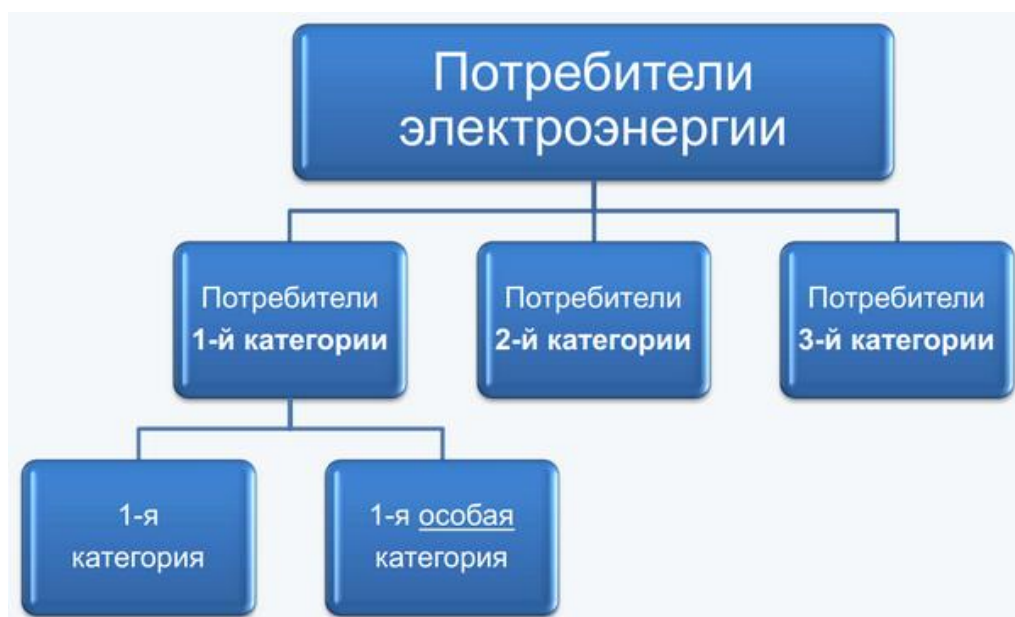 Потребители
электроэнергии
Потребители
1-й категории
Потребители
2-й категории
Потребители
3-й категории
1-я
категория
1-я особая
категория